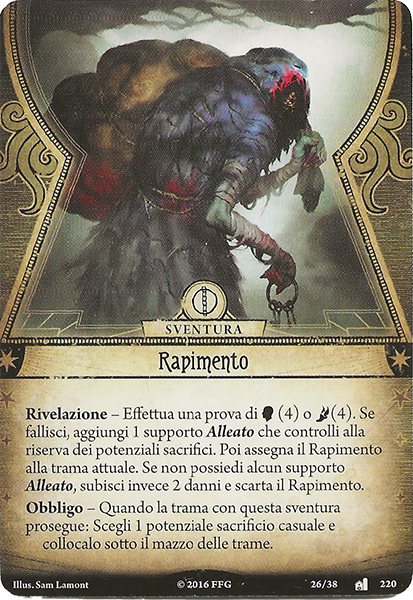 SVENTURA
Rapimento
Rivelazione – Effettua una prova di (4) o (4). Se
fallisci, aggiungi 1 supporto Alleato che controlli alla
riserva dei potenziali sacrifici. Poi assegna il Rapimento
alla trama attuale. Se non possiedi alcun supporto
Alleato, subisci invece 2 danni e scarta il Rapimento.
Obbligo – Quando la trama con questa sventura
prosegue: Scegli 1 potenziale sacrificio casuale e
collocalo sotto il mazzo delle trame.
Illus. Sam Lamont © 2016 FFG 26/38 220